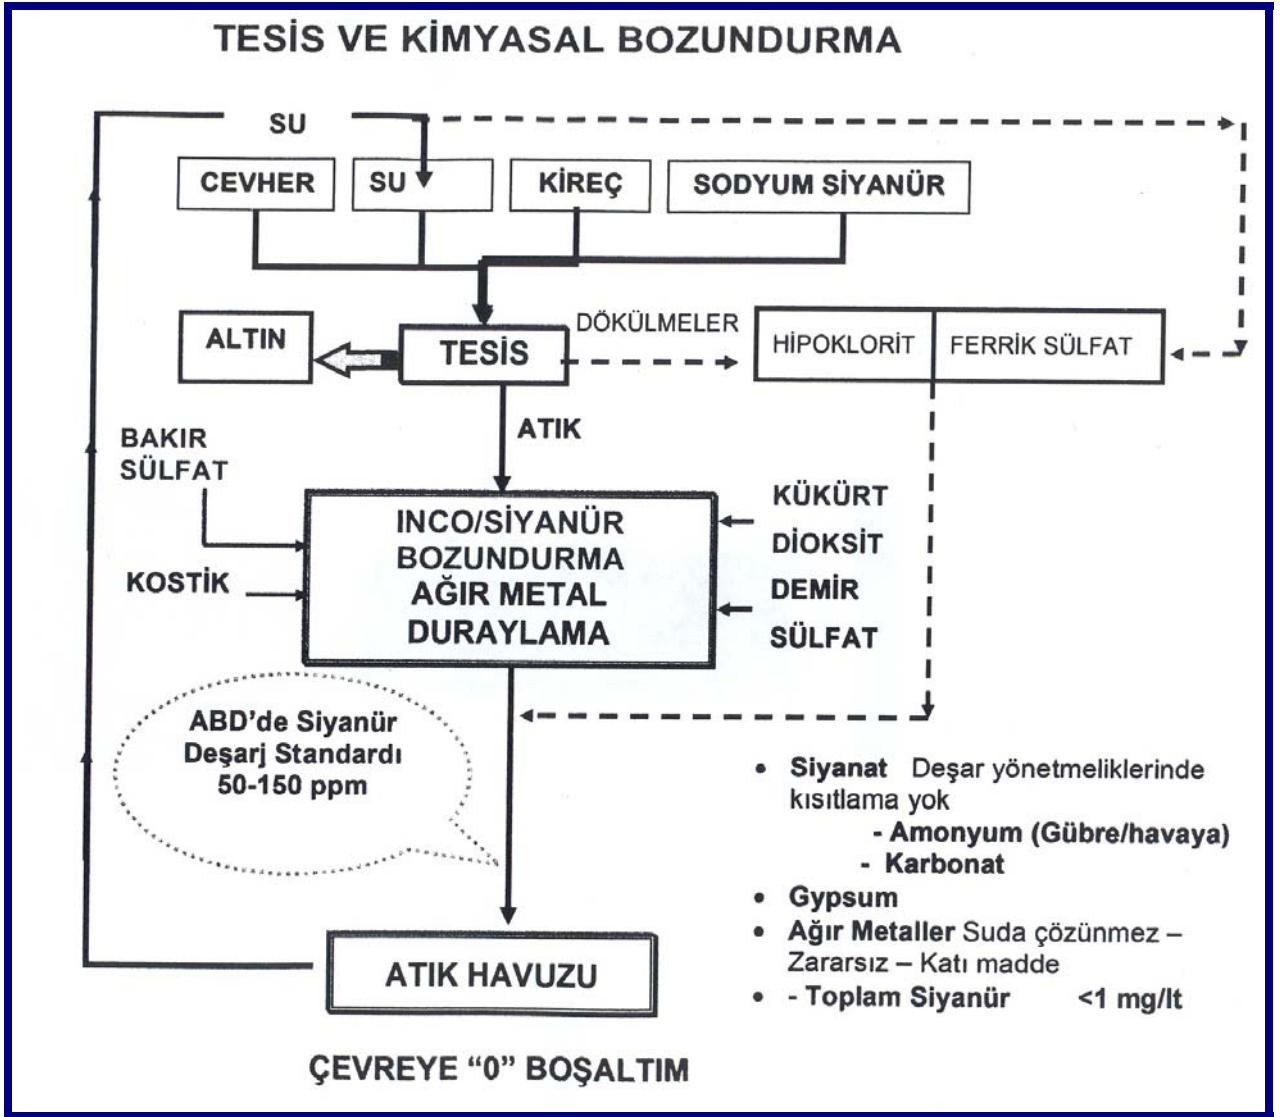 TESİS VE KİMYASAL BOZUNDURMA
SU
CEVHER
SU
KİREÇ
SODYUM SİYANÜR
ALTIN
TESİS
DÖKÜLMELER
HİPOKLORİT
FERRİK SÜLFAT
ATIK
BAKIR
SÜLFAT
KOSTİK
INCO/SİYANÜR
BOZUNDURMA
AĞIR METAL
DURAYLAMA
KÜKÜRT
DİOKSİT
DEMİR
SÜLFAT
ABD’de Siyanür
Deşarj Standardı
50-150 ppm
• Siyanat Deşar yönetmeliklerinde
kısıtlama yok
- Amonyum (Gübre/havaya)
- Karbonat
• Gypsum
• Ağır Metaller Suda çözünmez –
Zararsız – Katı madde
• - Toplam Siyanür <1 mg/lt
ATIK HAVUZU
ÇEVREYE “0” BOŞALTIM